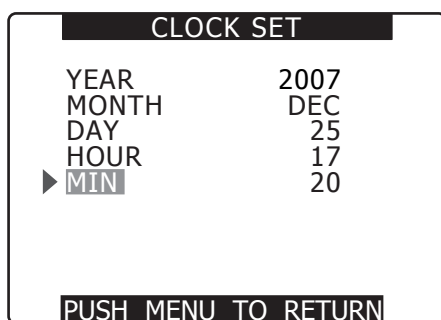 CLOCK SET
YEAR 2007
MONTH DEC
DAY 25
HOUR 17
MIN 20
PUSH MENU TO RETURN